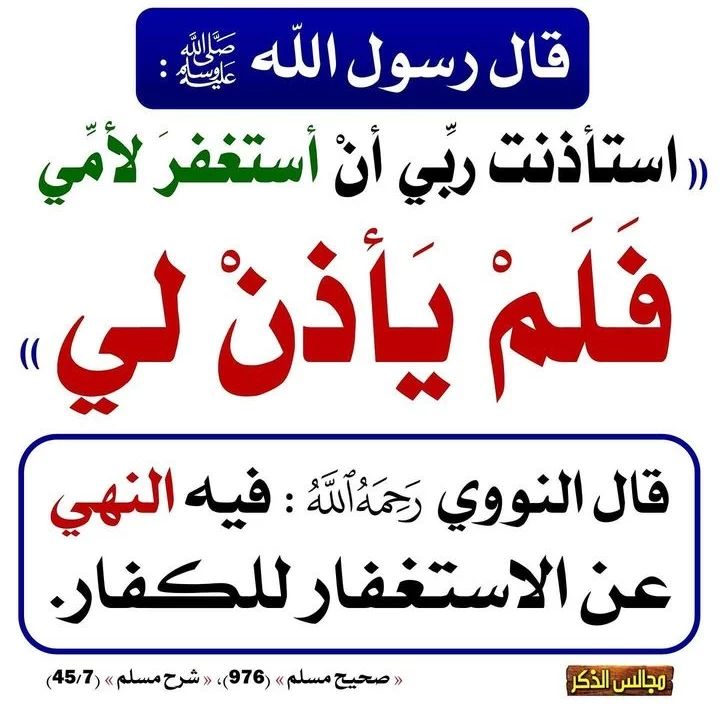 قال رسول الله ﷺ :
(( استأذنت ربِّي أنْ أستغفرَ لأمِّي
فَلَمْ يَأذنْ لي ))
قال النووي رَحِمَهُ ٱللَّهُ : فيه النهي
عن الاستغفار للكفار.
« صحيح مسلم » (976)، « شرح مسلم » (45/7)
مجالس الذكر